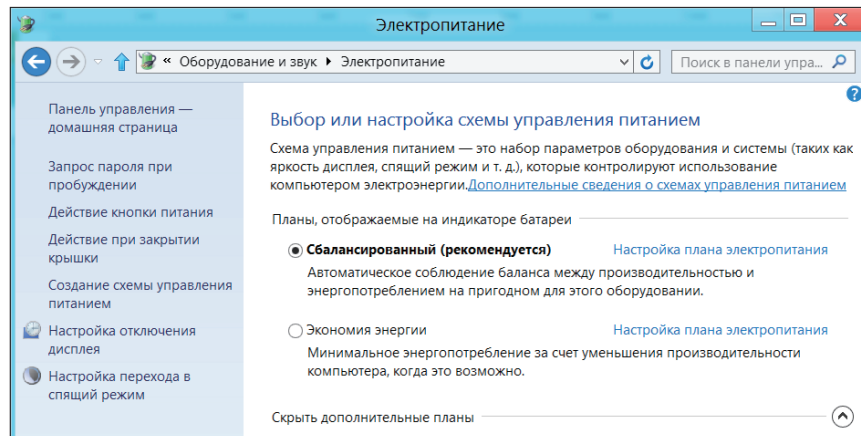 Электропитание
« Оборудование и звук ▸ Электропитание
Поиск в панели упра...
Панель управления —
домашняя страница
Запрос пароля при
пробуждении
Действие кнопки питания
Действие при закрытии
крышки
Создание схемы управления
питанием
Настройка отключения
дисплея
Настройка перехода в
спящий режим
Выбор или настройка схемы управления питанием
Схема управления питанием — это набор параметров оборудования и системы (таких как
яркость дисплея, спящий режим и т. д.), которые контролируют использование
компьютером электроэнергии.Дополнительные сведения о схемах управления питанием
Планы, отображаемые на индикаторе батареи
Сбалансированный (рекомендуется) Настройка плана электропитания
Автоматическое соблюдение баланса между производительностью и
энергопотреблением на пригодном для этого оборудовании.
Экономия энергии Настройка плана электропитания
Минимальное энергопотребление за счет уменьшения производительности
компьютера, когда это возможно.
Скрыть дополнительные планы